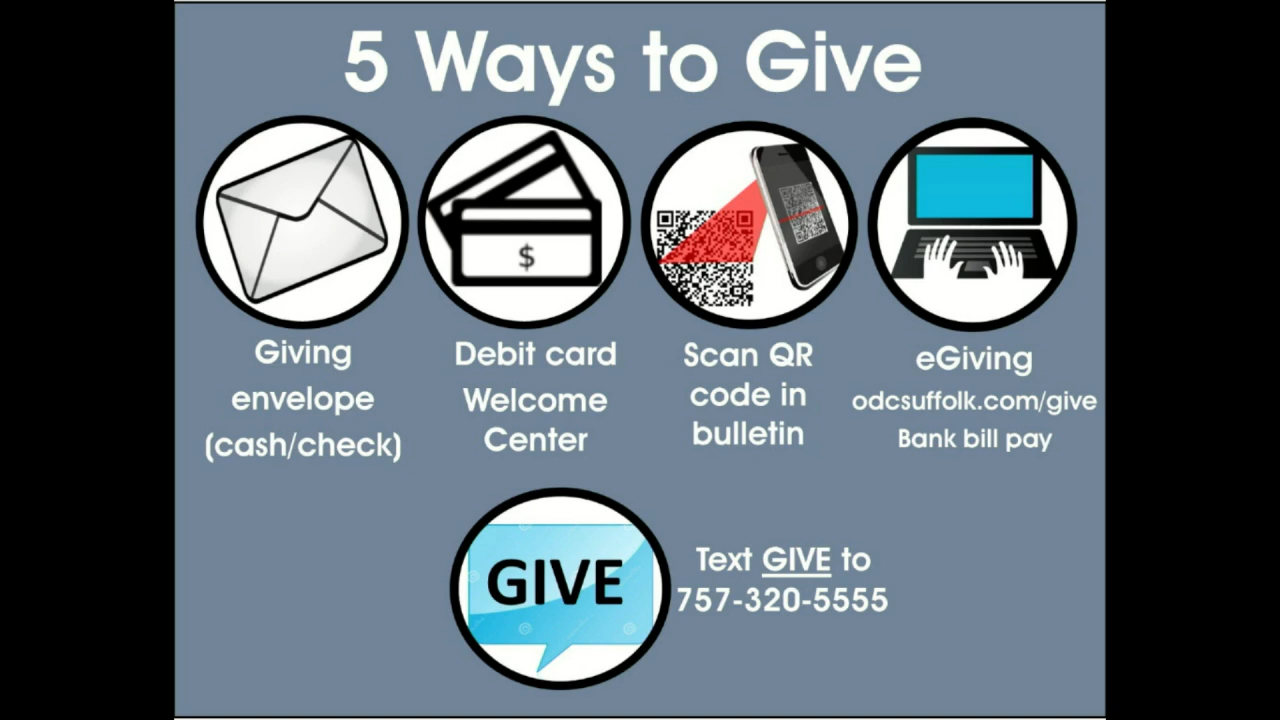 5 Ways to Give
$
Giving
envelope
(cash/check)
Debit card
Welcome
Center
Scan QR
code in
bulletin
eGiving
odcsuffolk.com/give
Bank bill pay
GIVE
Text GIVE to
757-320-5555